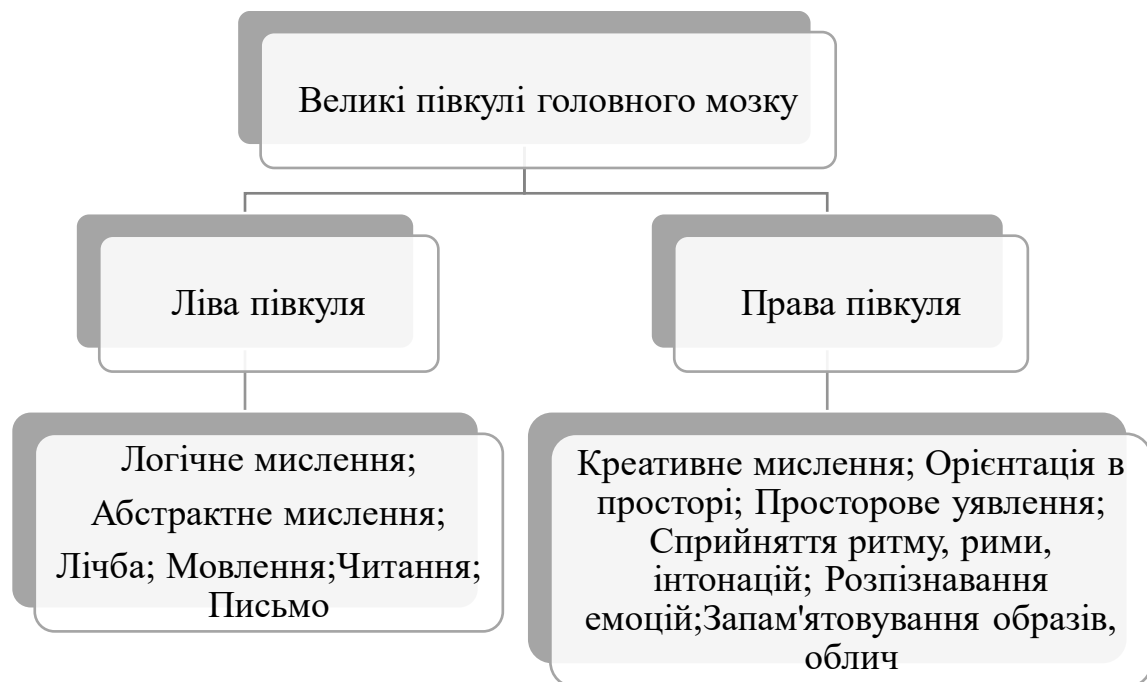 Великі півкулі головного мозку
Ліва півкуля
Права півкуля
Логічне мислення;
Абстрактне мислення;
Лічба; Мовлення;Читання;
Письмо
Креативне мислення; Орієнтація в
просторі; Просторове уявлення;
Сприйняття ритму, рими,
інтонацій; Розпізнавання
емоцій;Запам'ятовування образів,
облич